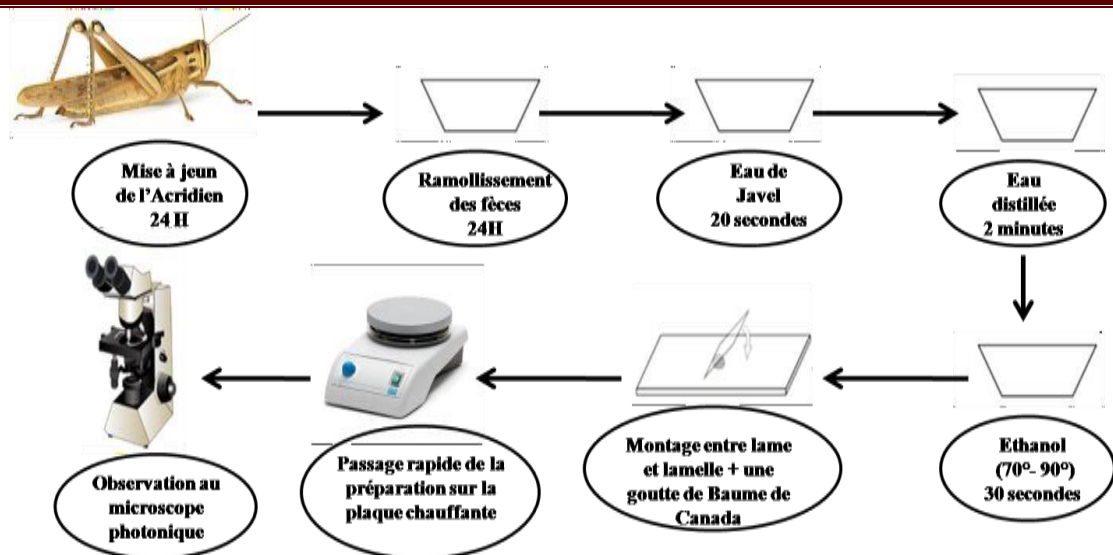 Mise à jeun
de l'Acridien
24 H
Ramollissement
des fèces
24H
Eau de
Javel
20 secondes
Eau
distillée
2 minutes
Ethanol
(70°- 90°)
30 secondes
Montage entre lame
et lamelle + une
goutte de Baume de
Canada
Passage rapide de la
préparation sur la
plaque chauffante
Observation au
microscope
photonique